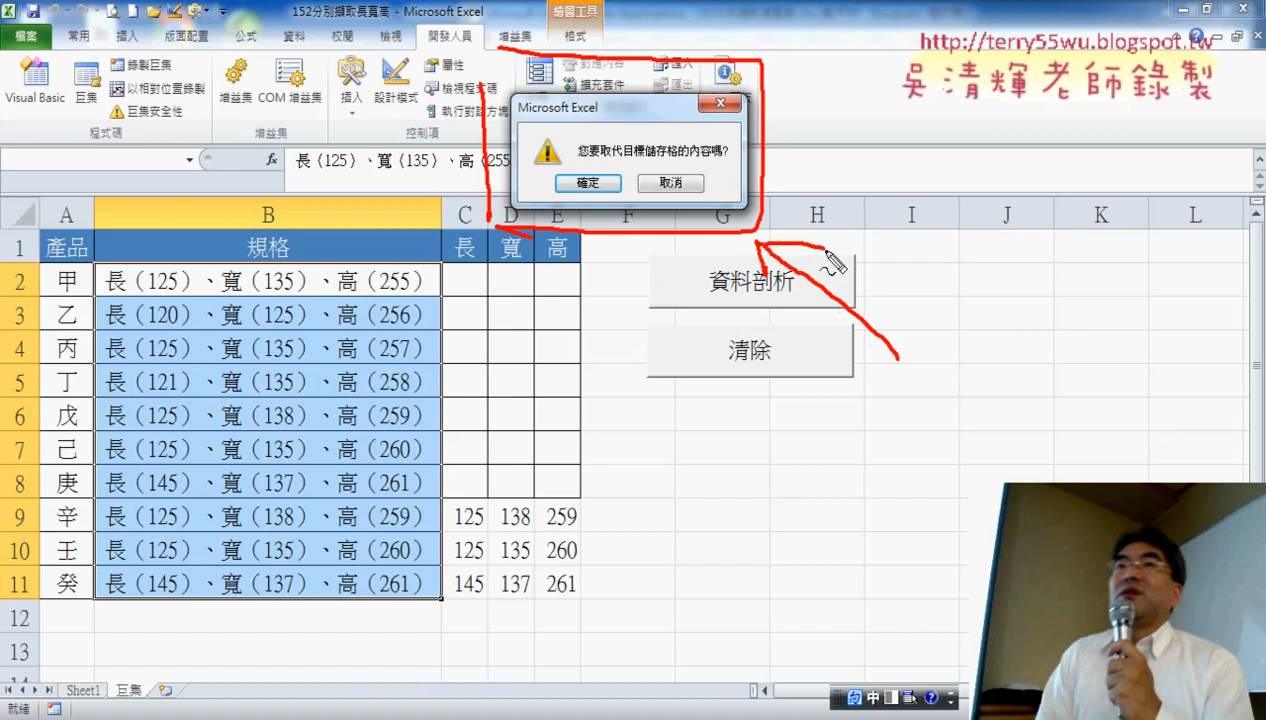 152分別擷取長寬高 - Microsoft Excel
繪圖工具
檔案 常用 插入 版面配置 公式 資料 校閱 檢視 開發人員 增益集 格式
http://terry55wu.blogspot.tw
吳清輝老師錄製
Visual Basic
巨集
錄製巨集
以相對位置錄製
巨集安全性
程式碼
增益集
COM 增益集
增益集
插入
設計模式
屬性
檢視程式碼
執行對話方塊
控制項
對應內容
擴充套件
匯入
匯出
Microsoft Excel
您要取代目標儲存格的內容嗎?
確定 取消
fx 長（125）、寬（135）、高（255
A B C D E F G H I J K L
1 產品 規格 長 寬 高
2 甲 長（125）、寬（135）、高（255）
3 乙 長（120）、寬（125）、高（256）
4 丙 長（125）、寬（135）、高（257）
5 丁 長（121）、寬（135）、高（258）
6 戊 長（125）、寬（138）、高（259）
7 己 長（125）、寬（135）、高（260）
8 庚 長（145）、寬（137）、高（261）
9 辛 長（125）、寬（138）、高（259） 125 138 259
10 壬 長（125）、寬（135）、高（260） 125 135 260
11 癸 長（145）、寬（137）、高（261） 145 137 261
12
13
資料剖析
清除
Sheet1 巨集
就緒
中